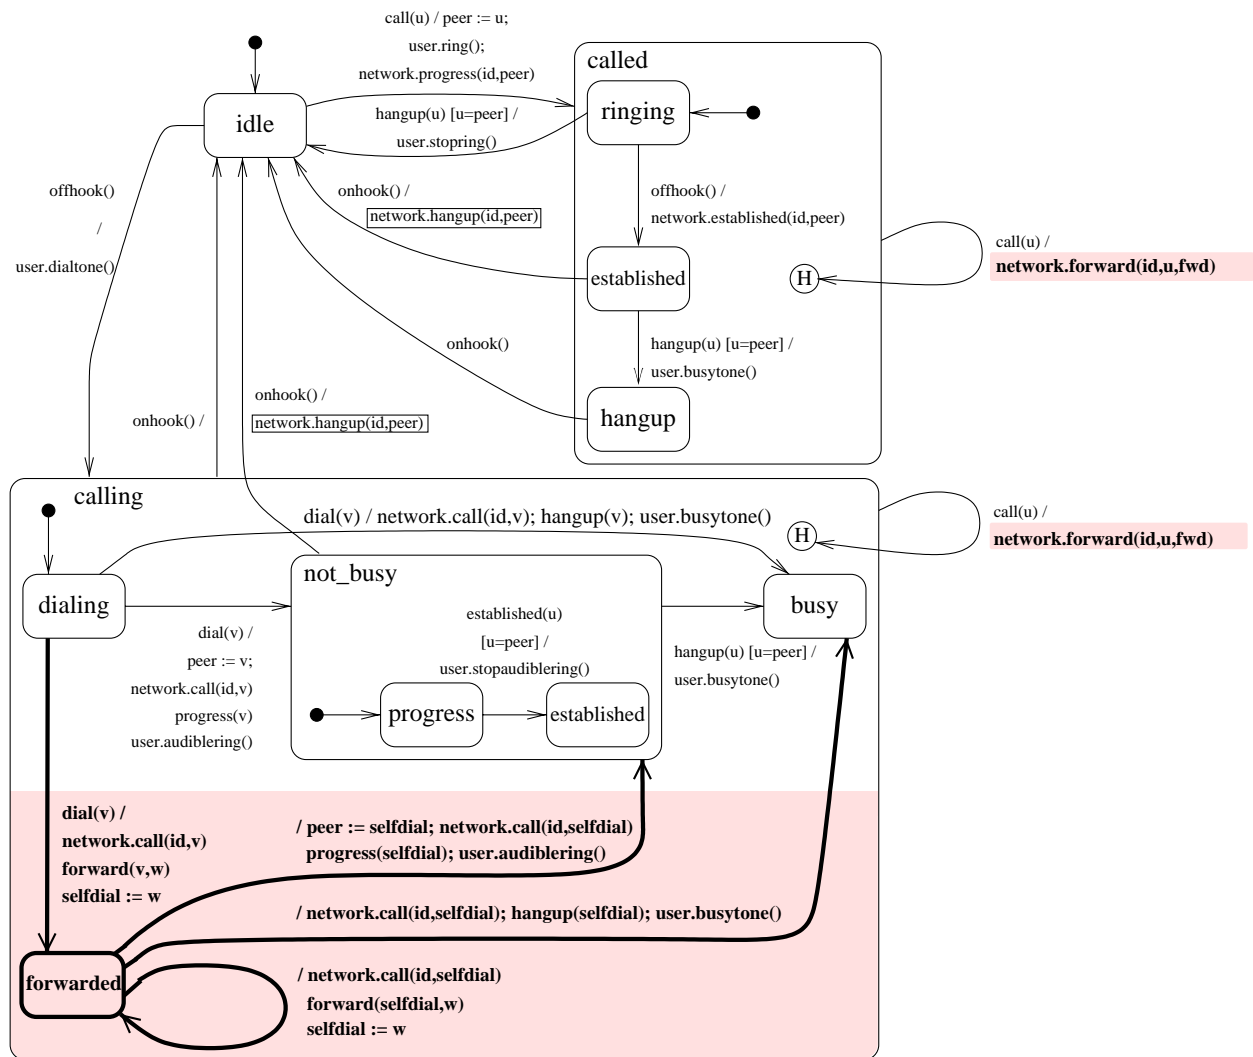 call(u) / peer := u;
user.ring();
network.progress(id,peer)
called
ringing
idle
hangup(u) [u=peer] /
user.stopring()
offhook()
/
user.dialtone()
onhook() /
network.hangup(id,peer)
offhook() /
network.established(id,peer)
call(u) /
network.forward(id,u,fwd)
established
H
hangup(u) [u=peer] /
user.busytone()
onhook()
onhook() /
network.hangup(id,peer)
onhook() /
hangup
calling
dial(v) / network.call(id,v); hangup(v); user.busytone()
H
call(u) /
network.forward(id,u,fwd)
not_busy
dialing
busy
established(u)
[u=peer] /
user.stopaudiblering()
dial(v) /
peer := v;
network.call(id,v)
progress(v)
user.audiblering()
hangup(u) [u=peer] /
user.busytone()
progress
established
dial(v) /
network.call(id,v)
forward(v,w)
selfdial := w
/ peer := selfdial; network.call(id,selfdial)
progress(selfdial); user.audiblering()
/ network.call(id,selfdial); hangup(selfdial); user.busytone()
forwarded
/ network.call(id,selfdial)
forward(selfdial,w)
selfdial := w